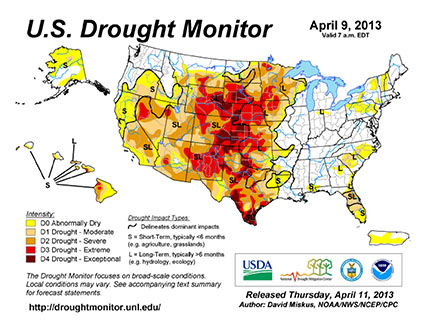 U.S. Drought Monitor
April 9, 2013
Valid 7 a.m. EDT
S
L
S
S
SL
SL
SL
SL
L
L
S
S
L
SL
L
S
Intensity:
D0 Abnormally Dry
D1 Drought - Moderate
D2 Drought - Severe
D3 Drought - Extreme
D4 Drought - Exceptional
Drought Impact Types:
Delineates dominant impacts
S = Short-Term, typically <6 months
(e.g. agriculture, grasslands)
L = Long-Term, typically >6 months
(e.g. hydrology, ecology)
The Drought Monitor focuses on broad-scale conditions.
Local conditions may vary. See accompanying text summary
for forecast statements.
http://droughtmonitor.unl.edu/
USDA
National Drought Mitigation Center
Released Thursday, April 11, 2013
Author: David Miskus, NOAA/NWS/NCEP/CPC